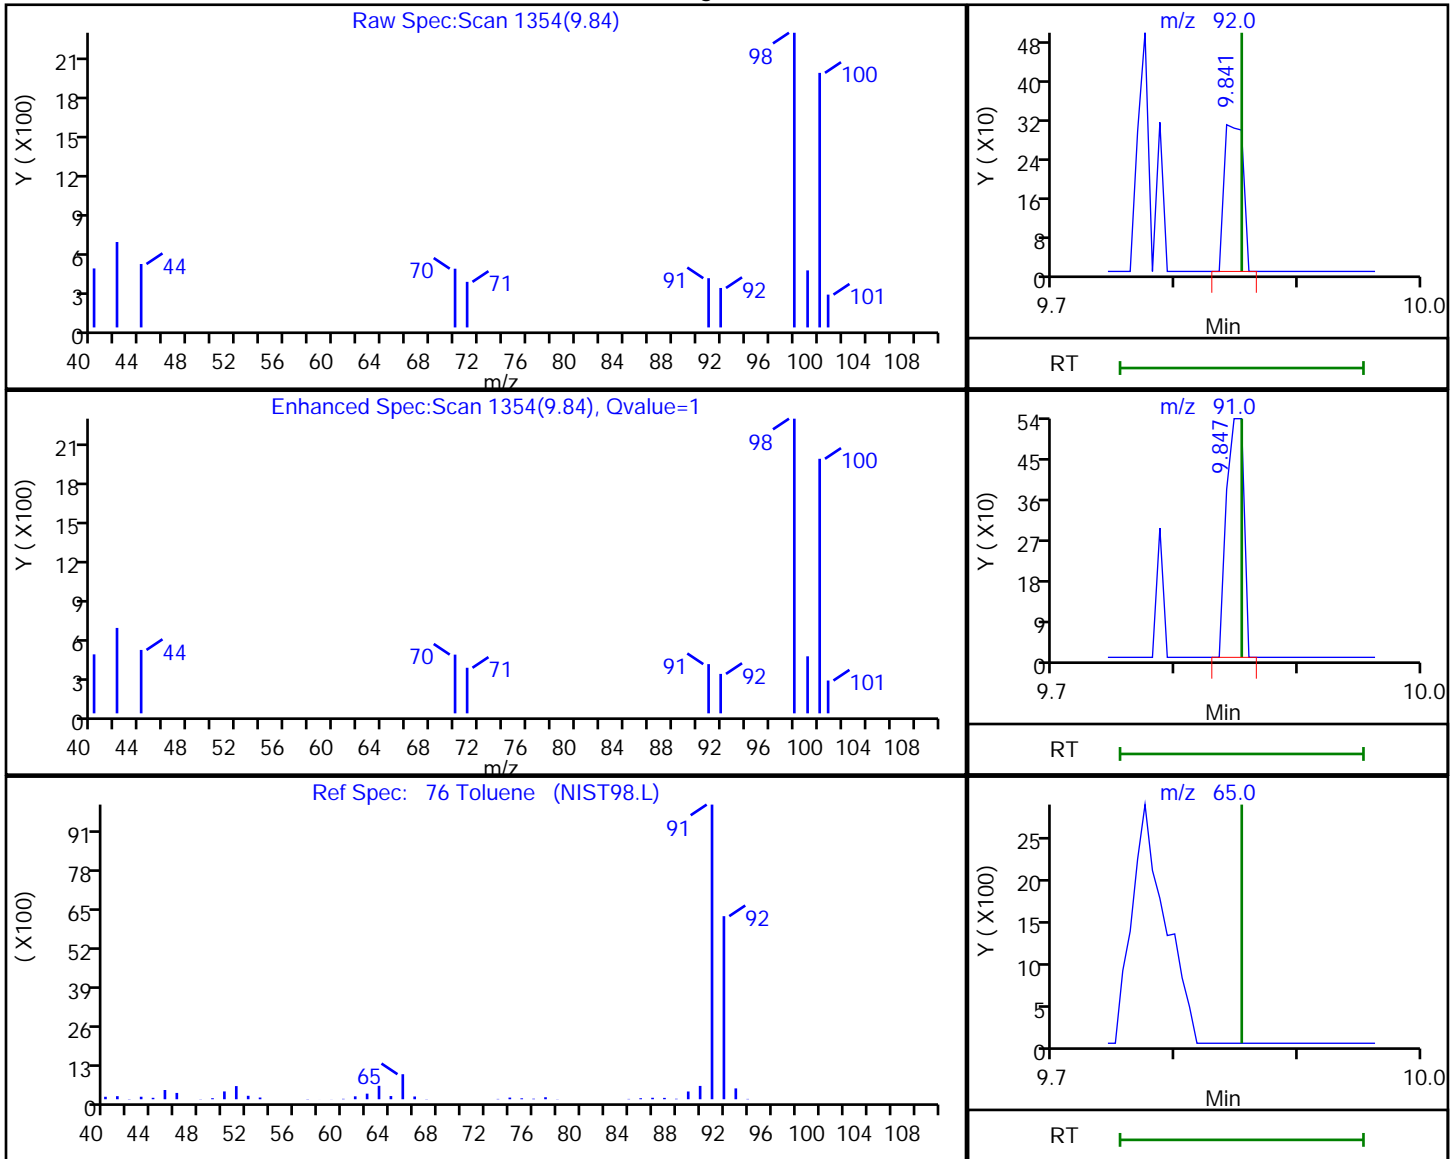 Raw Spec:Scan 1354(9.84)
Y ( X100)
21
18
15
12
9
6
3
0
98
100
44
70
71
91
92
101
40 44 48 52 56 60 64 68 72 76 80 84 88 92 96 100 104 108
m/z
m/z 92.0
Y ( X10)
48
40
32
24
16
8
0
9.841
9.7 10.0
Min
RT
Enhanced Spec:Scan 1354(9.84), Qvalue=1
Y ( X100)
21
18
15
12
9
6
3
0
98
100
44
70
71
91
92
101
40 44 48 52 56 60 64 68 72 76 80 84 88 92 96 100 104 108
m/z
m/z 91.0
Y ( X10)
54
45
36
27
18
9
0
9.847
9.7 10.0
Min
RT
Ref Spec: 76 Toluene (NIST98.L)
( X100)
91
78
65
52
39
26
13
0
91
92
65
40 44 48 52 56 60 64 68 72 76 80 84 88 92 96 100 104 108
m/z 65.0
Y ( X100)
25
20
15
10
5
0
9.7 10.0
Min
RT